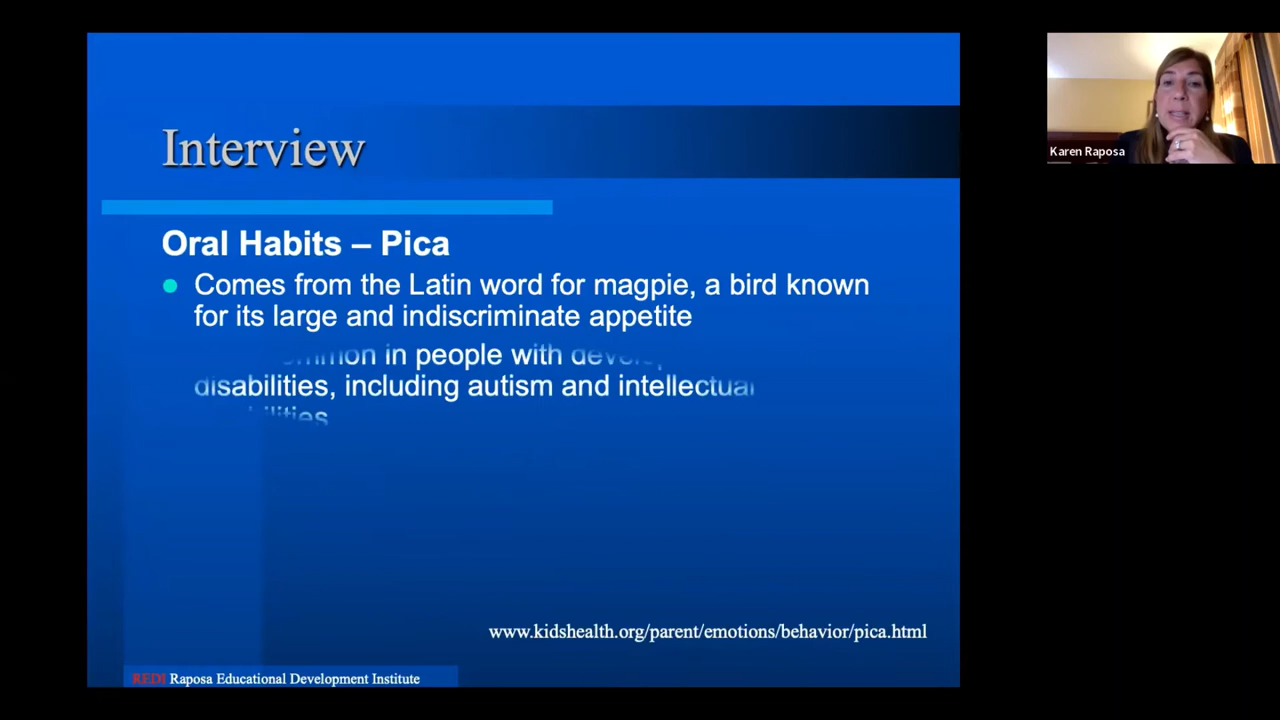 Interview
Karen Raposa
Oral Habits – Pica
Comes from the Latin word for magpie, a bird known
for its large and indiscriminate appetite
in people with
disabilities, including autism and intellectual
www.kidshealth.org/parent/emotions/behavior/pica.html
REDI Raposa Educational Development Institute